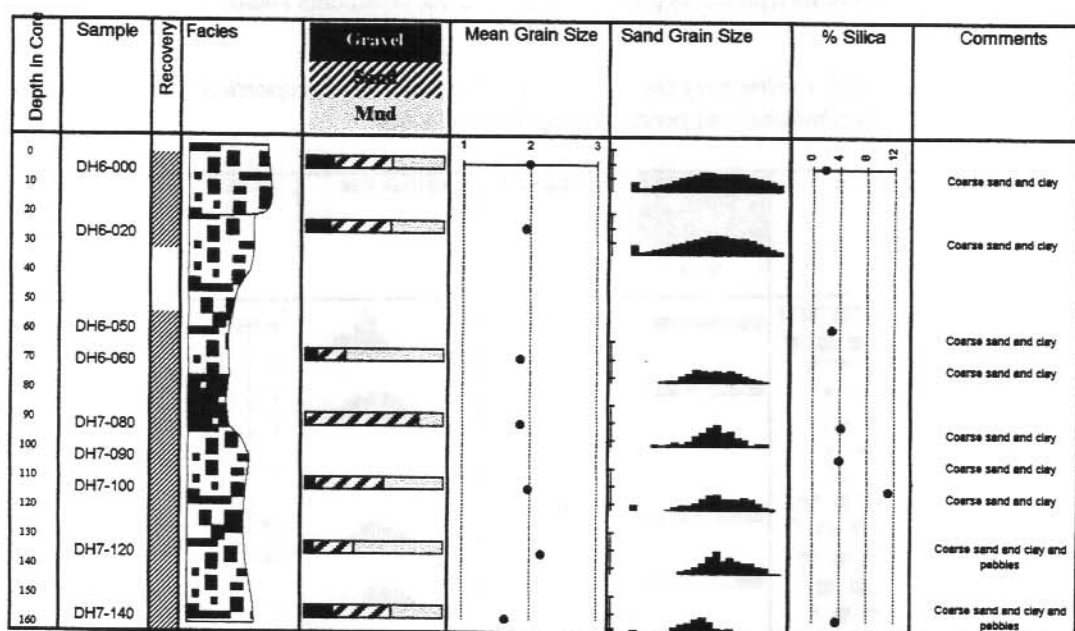 Depth in Core
Sample
Recovery
Facies
Gravel
Sand
Mud
Mean Grain Size
Sand Grain Size
% Silica
Comments
1 2 3
0 4 8 12
0
DH6-000
Coarse sand and clay
10
20
DH6-020
Coarse sand and clay
30
40
50
DH6-050
Coarse sand and clay
60
DH6-060
Coarse sand and clay
70
80
DH7-080
Coarse sand and clay
90
100
DH7-090
Coarse sand and clay
110
DH7-100
Coarse sand and clay
120
130
DH7-120
Coarse sand and clay and
pebbles
140
150
DH7-140
Coarse sand and clay and
pebbles
160